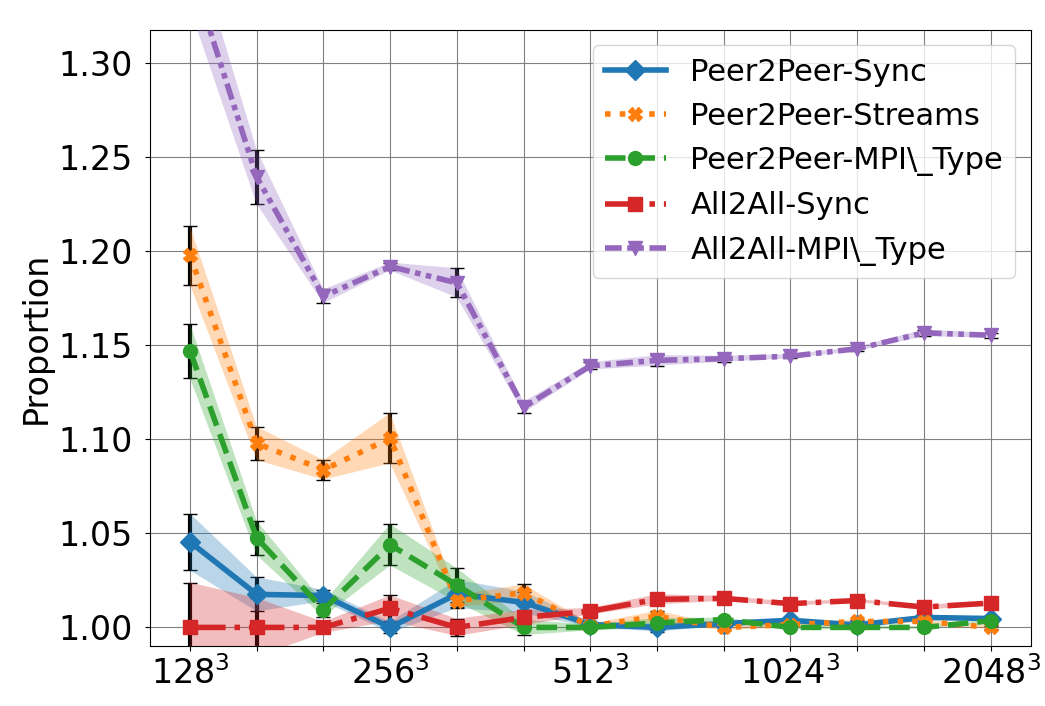 1.30
1.25
1.20
1.15
1.10
1.05
1.00
Proportion
Peer2Peer-Sync
Peer2Peer-Streams
Peer2Peer-MPI\_Type
All2All-Sync
All2All-MPI\_Type
128³ 256³ 512³ 1024³ 2048³